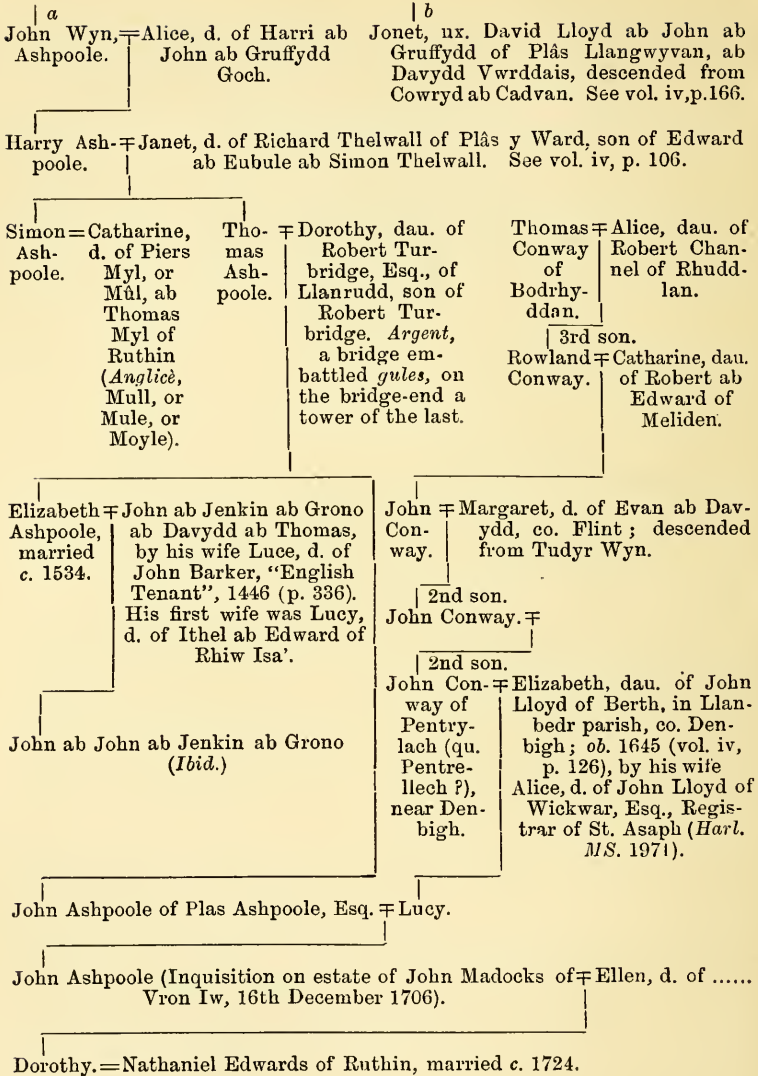 a
John Wyn,╤Alice, d. of Harri ab
Ashpoole. John ab Gruffydd
Goch.
b
Jonet, ux. David Lloyd ab John ab
Gruffydd of Plâs Llangwyvan, ab
Davydd Vwrddais, descended from
Cowryd ab Cadvan. See vol. iv, p. 166.
Harry Ash-╤Janet, d. of Richard Thelwall of Plâs y Ward, son of Edward
poole. ab Eubule ab Simon Thelwall. See vol. iv, p. 106.
Simon=Catharine,
Ash- d. of Piers
poole. Myl, or
Mûl, ab
Thomas
Myl of
Ruthin
(Anglicè,
Mull, or
Mule, or
Moyle).
Tho- ╤ Dorothy, dau. of
mas Robert Tur-
Ash- bridge, Esq., of
poole. Llanrudd, son of
Robert Tur-
bridge. Argent,
a bridge em-
battled gules, on
the bridge-end a
tower of the last.
Thomas╤Alice, dau. of
Conway Robert Chan-
of nel of Rhudd-
Bodrhy- lan.
ddan.
3rd son.
Rowland╤Catharine, dau.
Conway. of Robert ab
Edward of
Meliden.
Elizabeth╤John ab Jenkin ab Grono
Ashpoole, ab Davydd ab Thomas,
married by his wife Luce, d. of
c. 1534. John Barker, "English
Tenant", 1446 (p. 336).
His first wife was Lucy,
d. of Ithel ab Edward of
Rhiw Isa'.
John ab John ab Jenkin ab Grono
(Ibid.)
John ╤ Margaret, d. of Evan ab Dav-
Con- ydd, co. Flint; descended
way. from Tudyr Wyn.
2nd son.
John Conway.╤
2nd son.
John Con-╤Elizabeth, dau. of John
way of Lloyd of Berth, in Llan-
Pentry- bedr parish, co. Den-
lach (qu. bigh; ob. 1645 (vol. iv,
Pentre- p. 126), by his wife
llech ?), Alice, d. of John Lloyd of
near Den- Wickwar, Esq., Regis-
bigh. trar of St. Asaph (Harl.
MS. 1971).
John Ashpoole of Plas Ashpoole, Esq. ╤ Lucy.
John Ashpoole (Inquisition on estate of John Madocks of╤Ellen, d. of ......
Vron Iw, 16th December 1706).
Dorothy.=Nathaniel Edwards of Ruthin, married c. 1724.